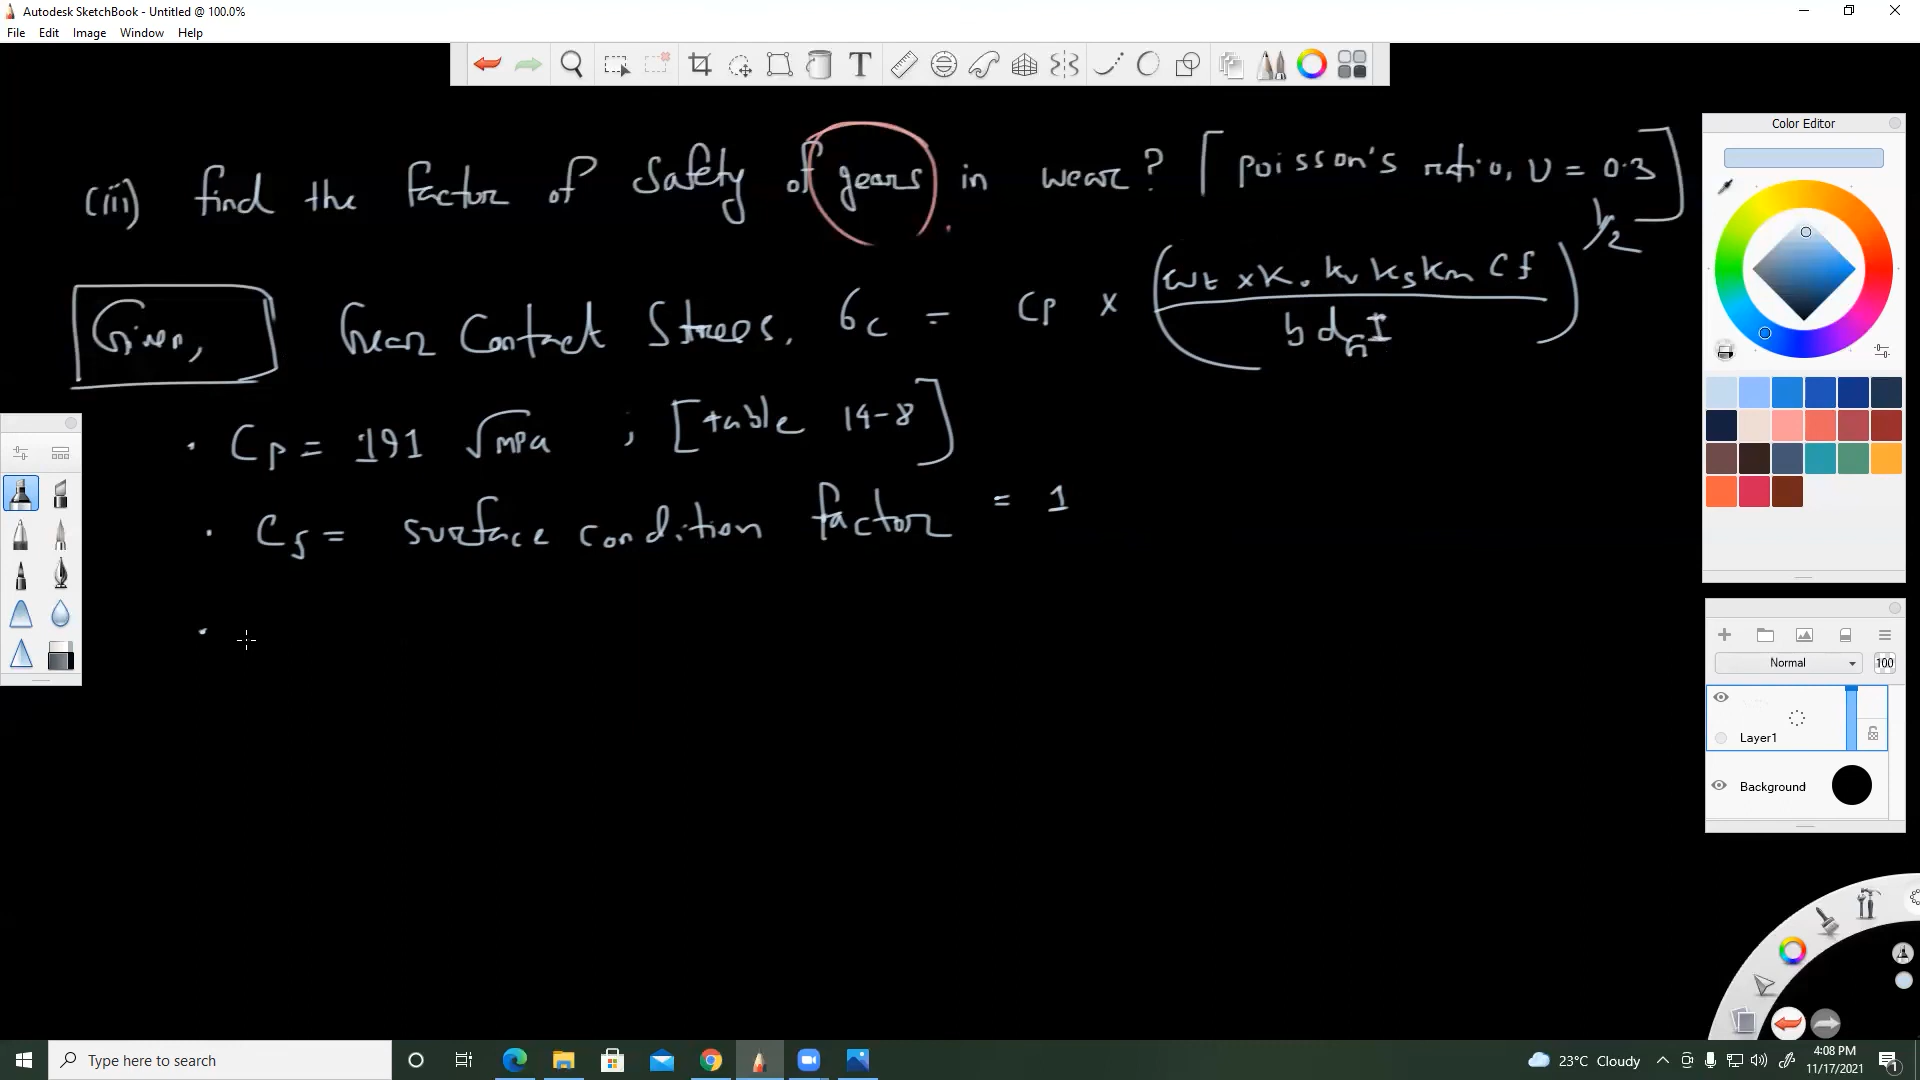 Autodesk SketchBook - Untitled @ 100.0%
File Edit Image Window Help
T
Color Editor
(iii) find the factor of safety of gears in wear? [poisson's ratio, ν = 0.3]
Given, Gear Contact Stress, σc = Cp × (Wt × Ko Kv Ks Km Cf / b dG I)^1/2
• Cp = 191 √mpa ; [table 14-8]
• Cf = surface condition factor = 1
•
Normal 100
Layer1
Background
Type here to search
23°C Cloudy
4:08 PM
11/17/2021
1